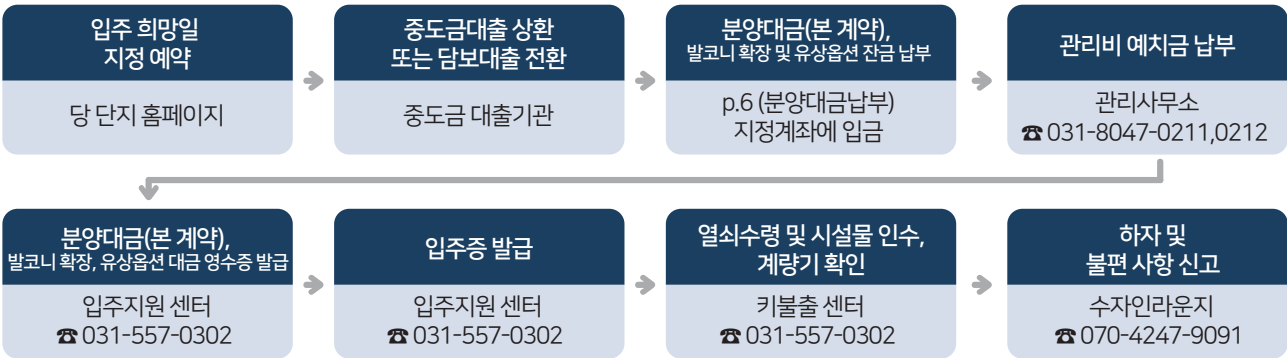 입주 희망일
지정 예약
당 단지 홈페이지
중도금대출 상환
또는 담보대출 전환
중도금 대출기관
분양대금(본 계약),
발코니 확장 및 유상옵션 잔금 납부
p.6 (분양대금납부)
지정계좌에 입금
관리비 예치금 납부
관리사무소
☎ 031-8047-0211,0212
분양대금(본 계약),
발코니 확장, 유상옵션 대금 영수증 발급
입주지원 센터
☎ 031-557-0302
입주증 발급
입주지원 센터
☎ 031-557-0302
열쇠수령 및 시설물 인수,
계량기 확인
키불출 센터
☎ 031-557-0302
하자 및
불편 사항 신고
수자인라운지
☎ 070-4247-9091